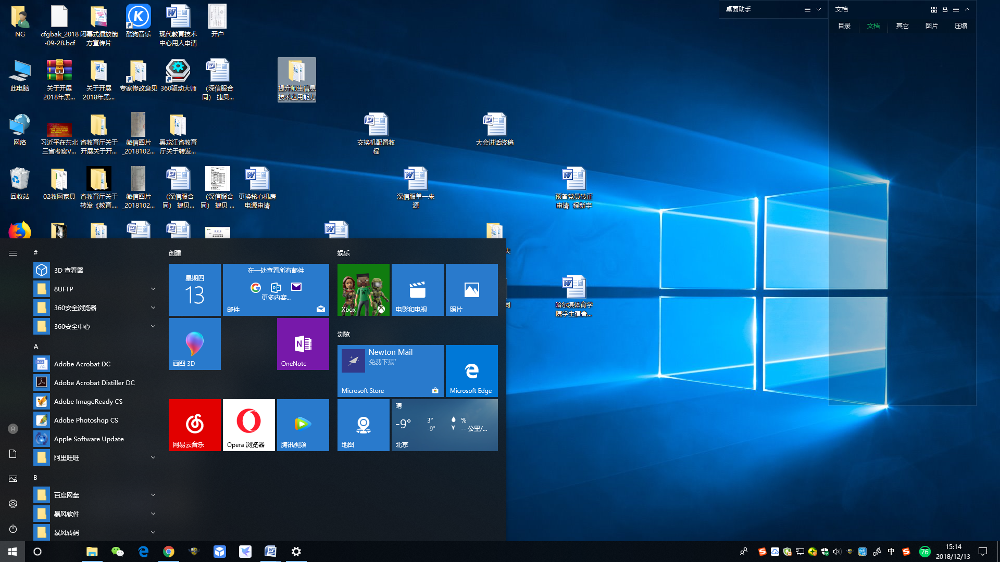 NG
cfgbak_2018
-09-28.bcf
闭幕式播放俄
方宣传片
酷狗音乐
现代教育技术
中心用人申请
开户
桌面助手
文档
目录
文档
其它
图片
压缩
此电脑
关于开展
2018年黑...
关于开展
2018年黑...
专家修改意见
360驱动大师
（深信服合
同） 捷贝...
提升师生信息
技术应用能力
网络
习近平在东北
三省考察V...
省教育厅关于
开展关于开...
微信图片
_2018102...
黑龙江省教育
厅关于转发...
交换机配置教
程
大会讲话终稿
回收站
02教网家具
省教育厅关于
转发《教育...
微信图片
_2018102...
（深信服合
同） 捷贝...
（深信服合
同） 捷贝 ...
更换核心机房
电源申请
深信服单一来
源
预备党员转正
申请 程新宇
哈尔滨体育学
院学生宿舍...
#
3D 查看器
8UFTP
360安全浏览器
360安全中心
A
Adobe Acrobat DC
Adobe Acrobat Distiller DC
Adobe ImageReady CS
Adobe Photoshop CS
Apple Software Update
阿里旺旺
B
百度网盘
暴风软件
暴风转码
创建
星期四
13
在一处查看所有邮件
更多内容...
邮件
画图 3D
OneNote
网易云音乐
Opera 浏览器
腾讯视频
娱乐
Xbox
电影和电视
照片
浏览
Newton Mail
免费下载*
Microsoft Store
Microsoft Edge
地图
晴
-9°
3°
-9°
%
-- 公里/...
北京
中
76
15:14
2018/12/13